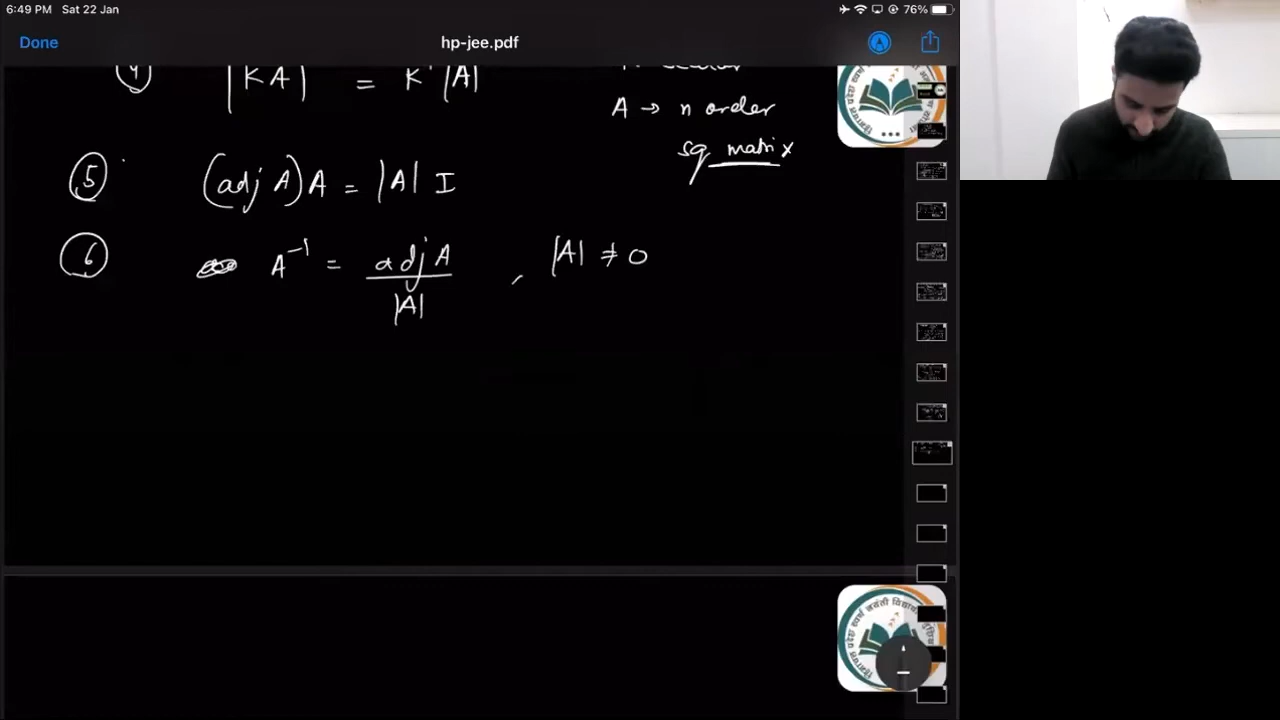 6:49 PM Sat 22 Jan
76%
Done
hp-jee.pdf
④ |KA| = K |A|
A → n order
sq matrix
⑤ (adj A)A = |A| I
⑥ A⁻¹ = adj A / |A| , |A| ≠ 0